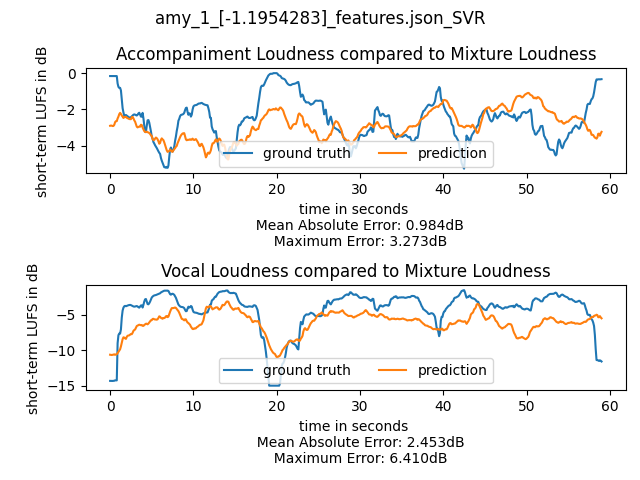 amy_1_[-1.1954283]_features.json_SVR
Accompaniment Loudness compared to Mixture Loudness
short-term LUFS in dB
0
−2
−4
ground truth prediction
0 10 20 30 40 50 60
time in seconds
Mean Absolute Error: 0.984dB
Maximum Error: 3.273dB
Vocal Loudness compared to Mixture Loudness
short-term LUFS in dB
−5
−10
−15
ground truth prediction
0 10 20 30 40 50 60
time in seconds
Mean Absolute Error: 2.453dB
Maximum Error: 6.410dB